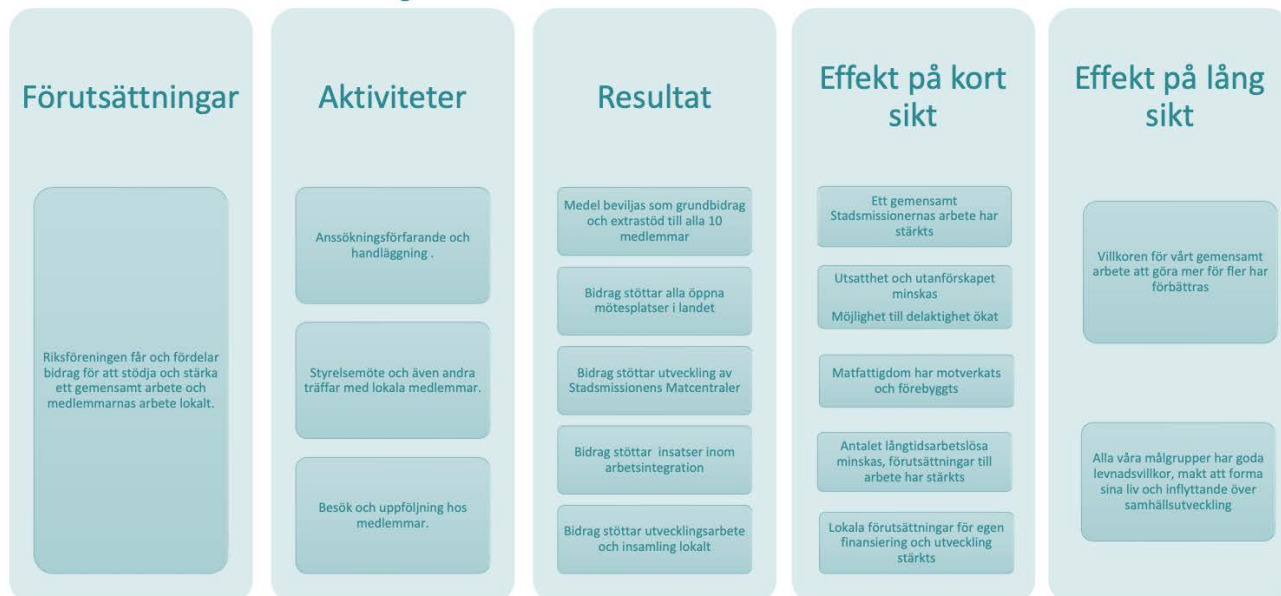 Förutsättningar
Riksföreningen får och fördelar
bidrag för att stödja och stärka
ett gemensamt arbete och
medlemmarnas arbete lokalt.
Aktiviteter
Anssökningsförfarande och
handläggning .
Styrelsemöte och även andra
träffar med lokala medlemmar.
Besök och uppföljning hos
medlemmar.
Resultat
Medel beviljas som grundbidrag
och extrastöd till alla 10
medlemmar
Bidrag stöttar alla öppna
mötesplatser i landet
Bidrag stöttar utveckling av
Stadsmissionens Matcentraler
Bidrag stöttar insatser inom
arbetsintegration
Bidrag stöttar utvecklingsarbete
och insamling lokalt
Effekt på kort
sikt
Ett gemensamt
Stadsmissionernas arbete har
stärkts
Utsatthet och utanförskapet
minskas
Möjlighet till delaktighet ökat
Matfattigdom har motverkats
och förebyggts
Antalet långtidsarbetslösa
minskas, förutsättningar till
arbete har stärkts
Lokala förutsättningar för egen
finansiering och utveckling
stärkts
Effekt på lång
sikt
Villkoren för vårt gemensamt
arbete att göra mer för fler har
förbättras
Alla våra målgrupper har goda
levnadsvillkor, makt att forma
sina liv och inflyttande över
samhällsutveckling